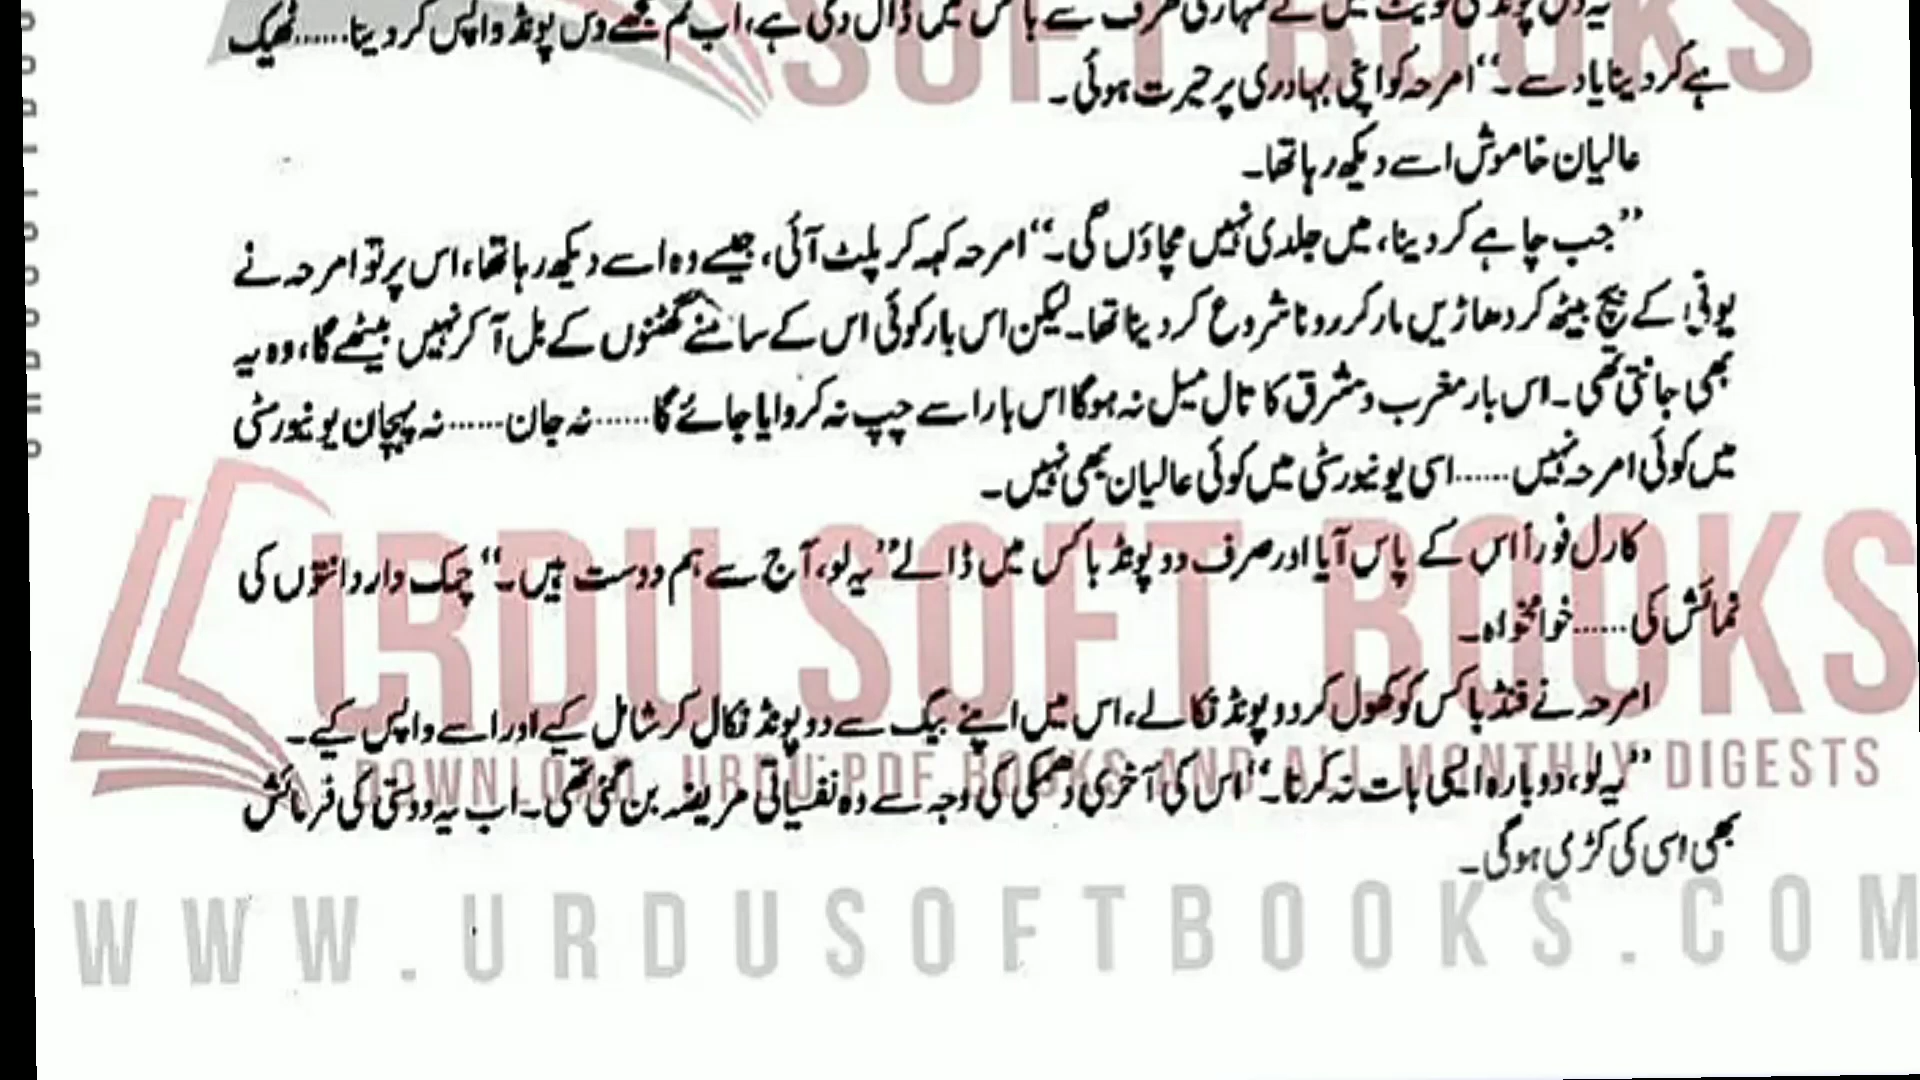 یہ دس پونڈ کی ٹویٹ میں نے تمہاری طرف سے باکس میں ڈال دی ہے، اب تم مجھے دس پونڈ واپس کر دینا......ٹھیک
ہے کر دینا یاد سے۔“ امرحہ کو اپنی بہادری پر حیرت ہوئی۔
عالیان خاموش اسے دیکھ رہا تھا۔
”جب چاہے کر دینا، میں جلدی نہیں مچاؤں گی۔“ امرحہ کہہ کر پلٹ آئی، جیسے وہ اسے دیکھ رہا تھا، اس پر تو امرحہ نے
یونی کے بیچ بیٹھ کر دھاڑیں مار کر رونا شروع کر دینا تھا۔ لیکن اس بار کوئی اس کے سامنے گھٹنوں کے بل آ کر نہیں بیٹھے گا، وہ یہ
بھی جانتی تھی۔ اس بار مغرب و مشرق کا تال میل نہ ہوگا اس بار اسے چپ نہ کروایا جائے گا......نہ جان......نہ پہچان یونیورسٹی
میں کوئی امرحہ نہیں......اسی یونیورسٹی میں کوئی عالیان بھی نہیں۔
کارل فوراً اس کے پاس آیا اور صرف دو پونڈ باکس میں ڈالے ”یہ لو، آج سے ہم دوست ہیں۔“ چمک دار دانتوں کی
نمائش کی......خوامخواہ۔
امرحہ نے فنڈ باکس کو کھول کر دو پونڈ نکالے، اس میں اپنے بیگ سے دو پونڈ نکال کر شامل کیے اور اسے واپس کیے۔
”یہ لو، دوبارہ ایسی بات نہ کرنا۔“ اس کی آخری دھمکی کی وجہ سے وہ نفسیاتی مریضہ بن گئی تھی۔ اب یہ دوستی کی فرمائش
بھی اسی کی کڑی ہوگی۔
SOFT BOOKS
URDU SOFT BOOKS
DOWNLOAD URDU PDF BOOKS AND ALL MONTHLY DIGESTS
WWW.URDUSOFTBOOKS.COM